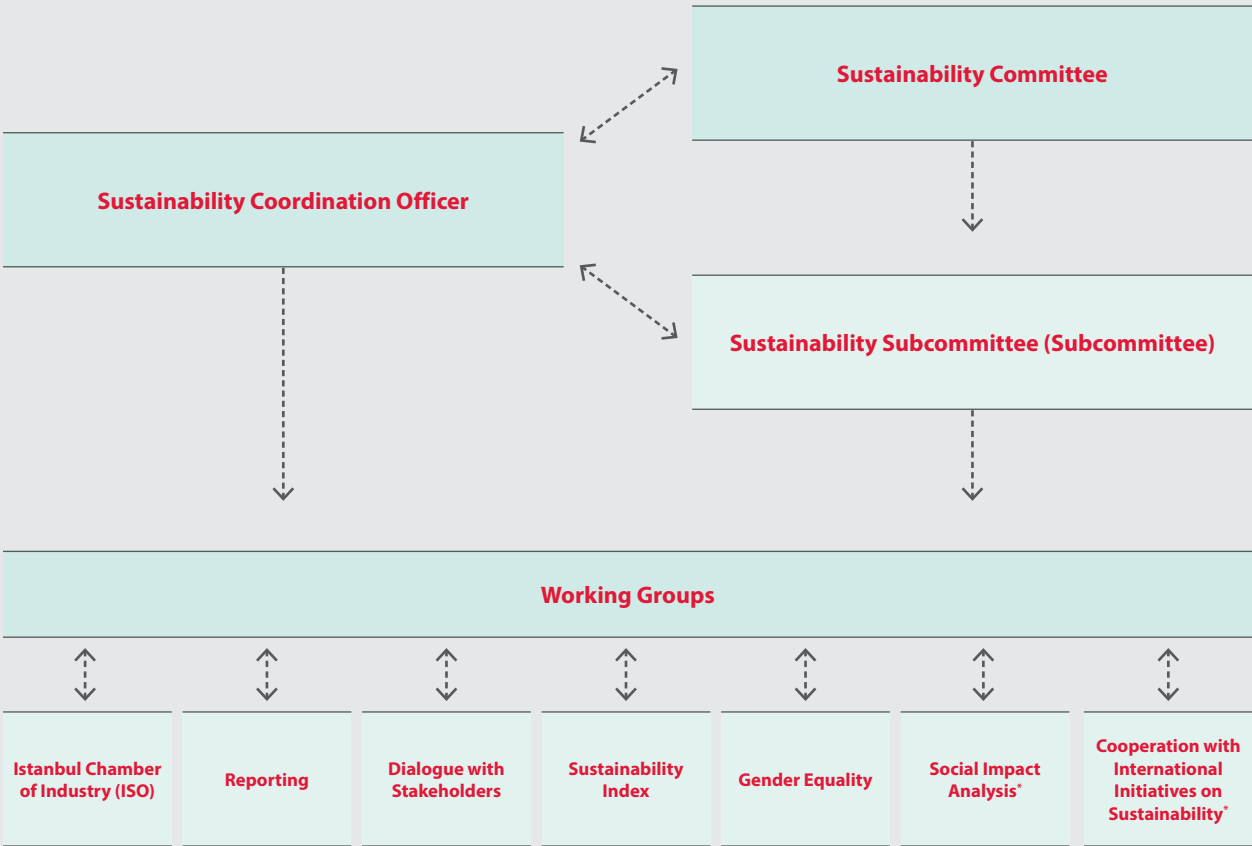 Sustainability Committee
Sustainability Coordination Officer
Sustainability Subcommittee (Subcommittee)
Working Groups
Istanbul Chamber
of Industry (ISO)
Reporting
Dialogue with
Stakeholders
Sustainability
Index
Gender Equality
Social Impact
Analysis*
Cooperation with
International
Initiatives on
Sustainability*